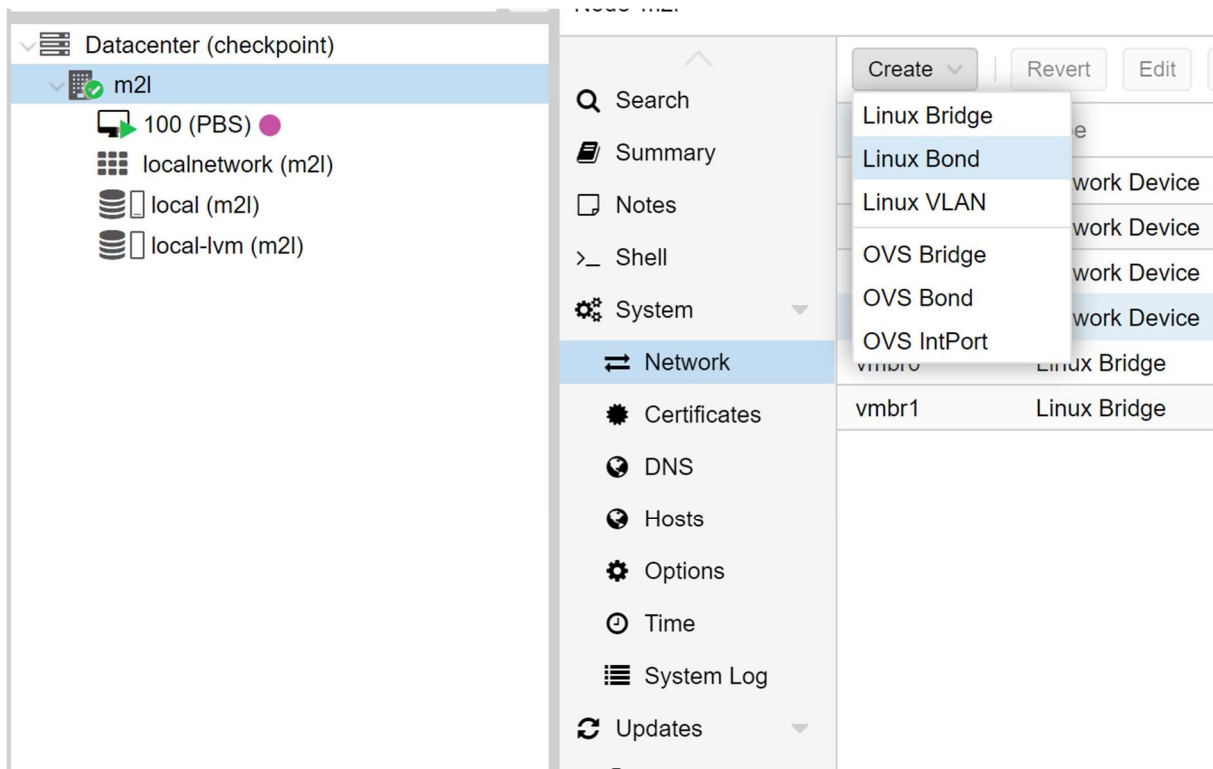 Datacenter (checkpoint)
m2l
100 (PBS)
localnetwork (m2l)
local (m2l)
local-lvm (m2l)
Search
Summary
Notes
Shell
System
Network
Certificates
DNS
Hosts
Options
Time
System Log
Updates
Create
Revert
Edit
Linux Bridge
Linux Bond
Linux VLAN
OVS Bridge
OVS Bond
OVS IntPort
work Device
work Device
work Device
work Device
vmbr0 Linux Bridge
vmbr1 Linux Bridge